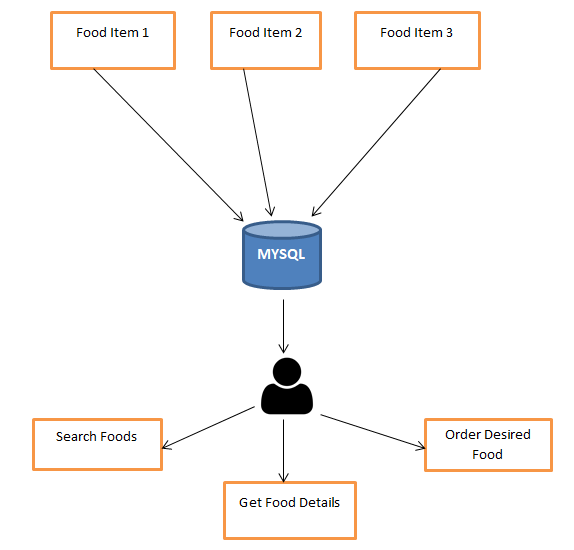 Food Item 1
Food Item 2
Food Item 3
MYSQL
Search Foods
Order Desired
Food
Get Food Details